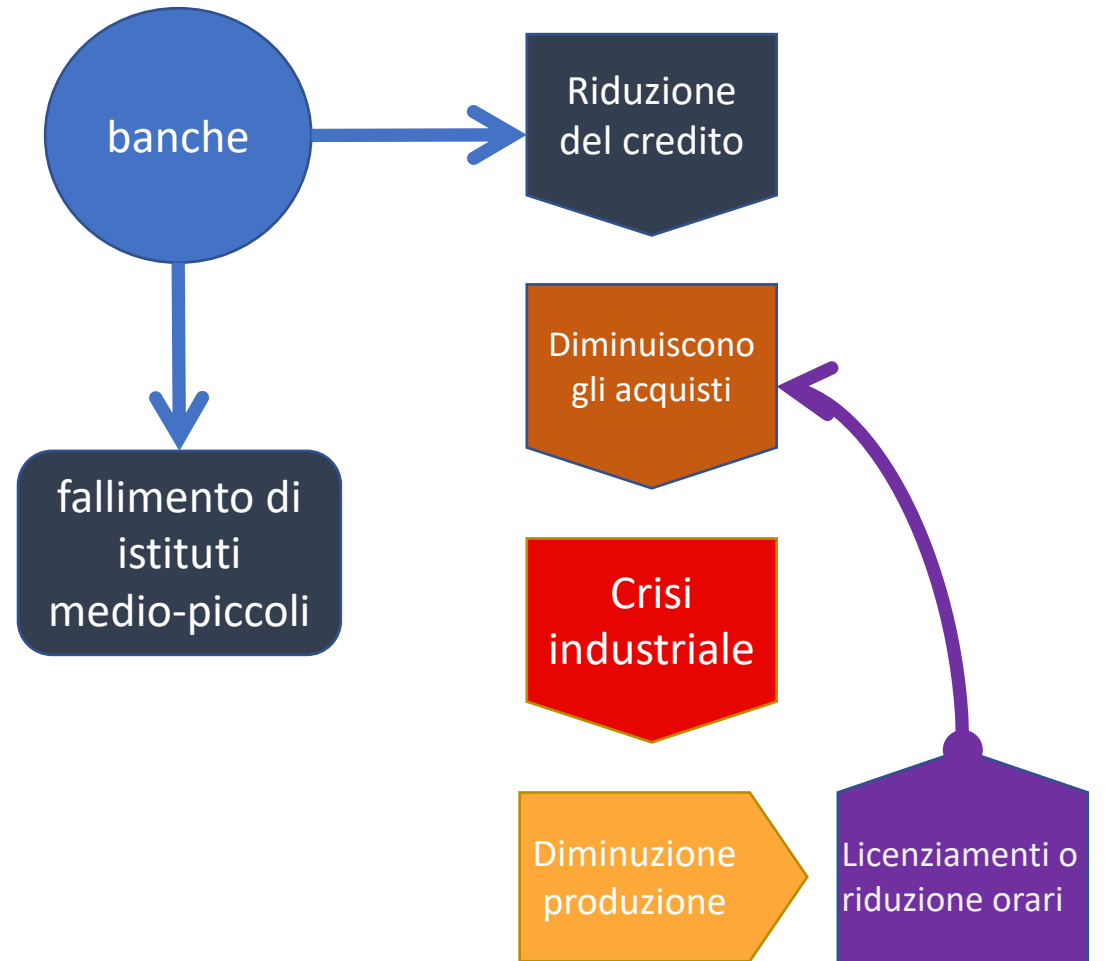 banche
Riduzione
del credito
Diminuiscono
gli acquisti
fallimento di
istituti
medio-piccoli
Crisi
industriale
Diminuzione
produzione
Licenziamenti o
riduzione orari